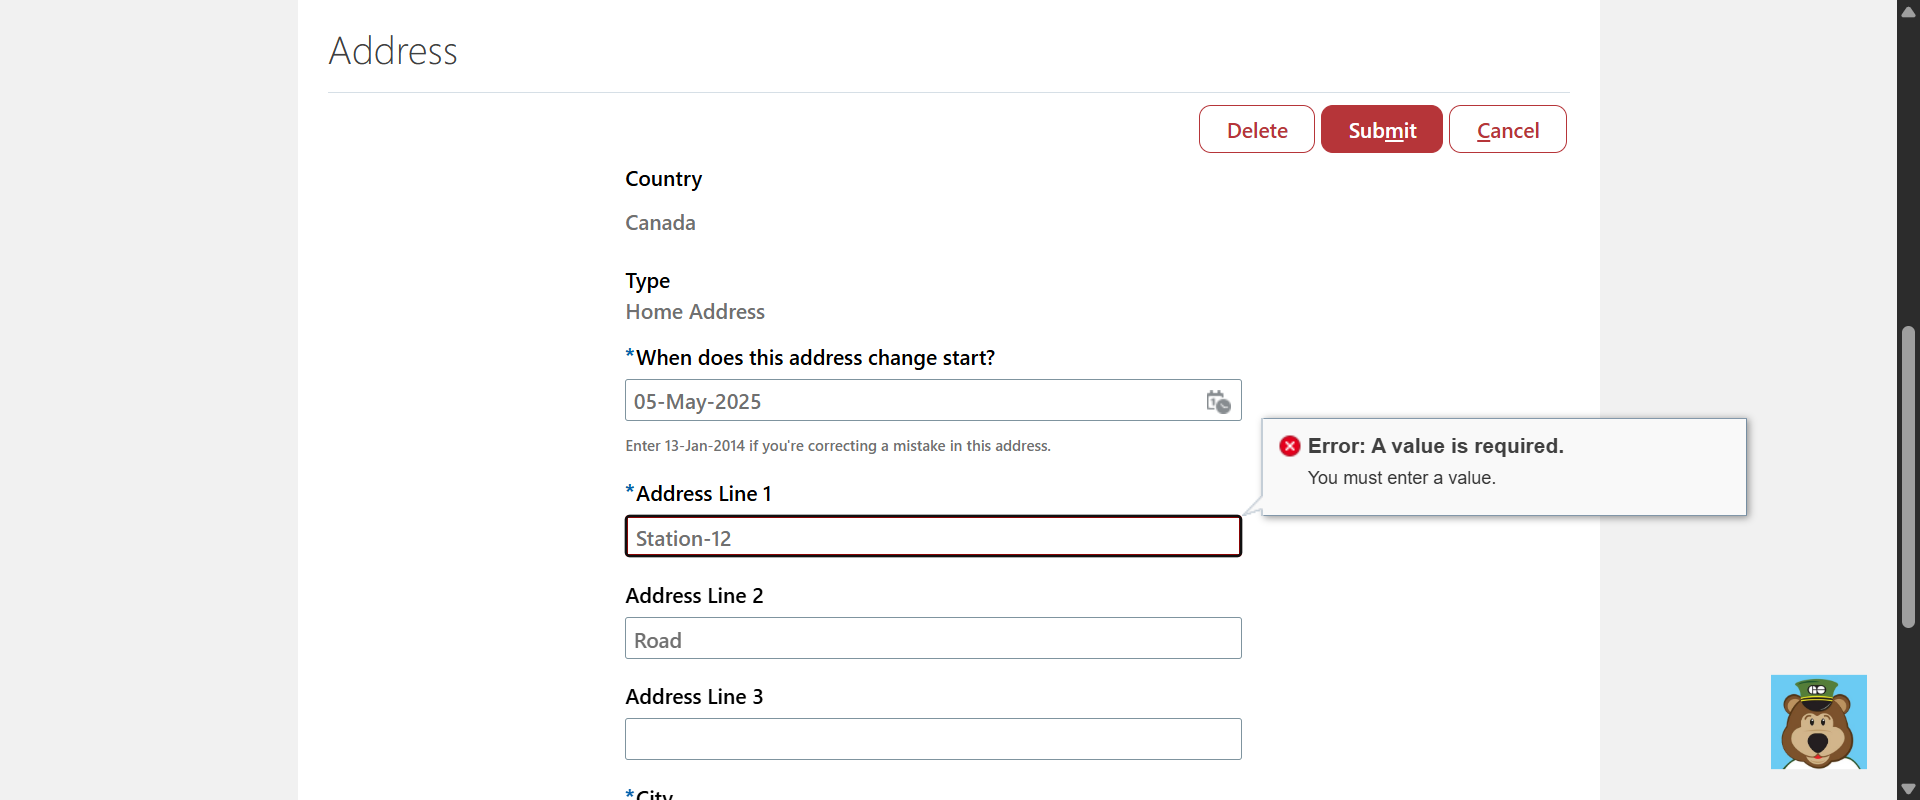 Address
Delete
Submit
Cancel
Country
Canada
Type
Home Address
*When does this address change start?
05-May-2025
Enter 13-Jan-2014 if you're correcting a mistake in this address.
Error: A value is required.
You must enter a value.
*Address Line 1
Station-12
Address Line 2
Road
Address Line 3
GO
*City